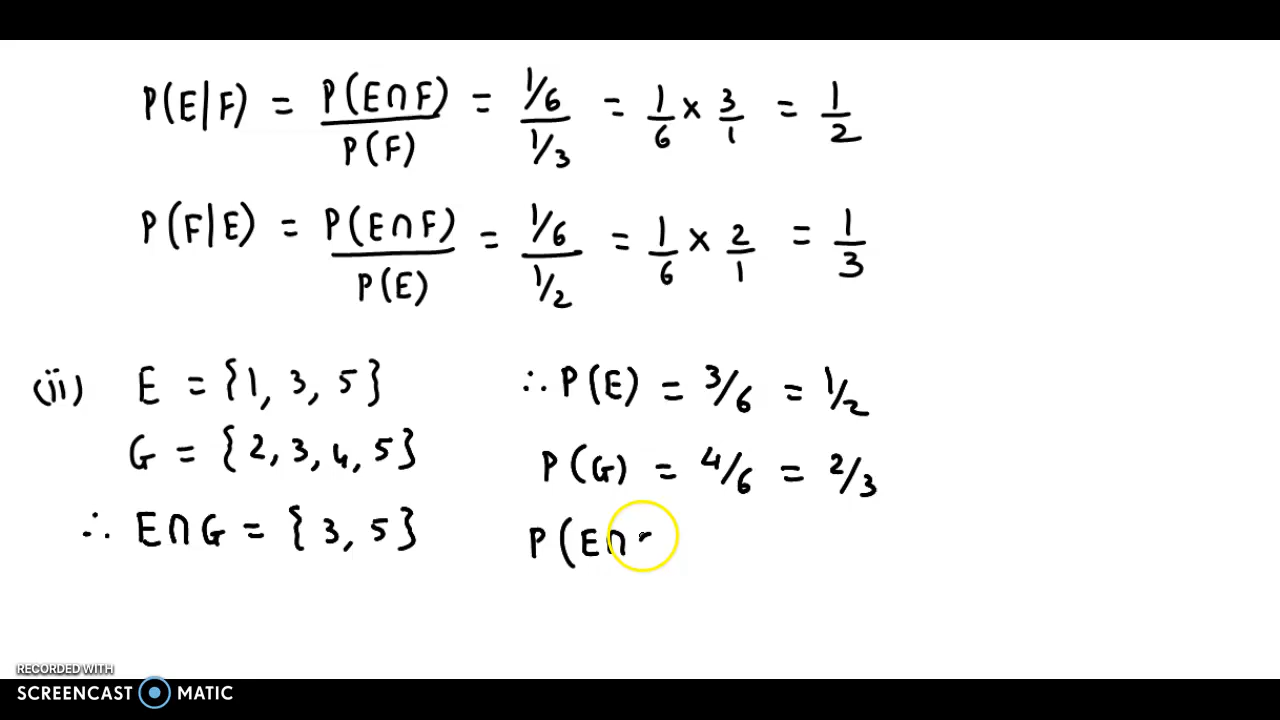 P(E|F) = P(E∩F)/P(F) = (1/6)/(1/3) = 1/6 × 3/1 = 1/2
P(F|E) = P(E∩F)/P(E) = (1/6)/(1/2) = 1/6 × 2/1 = 1/3
(ii) E = {1, 3, 5} ∴ P(E) = 3/6 = 1/2
G = {2, 3, 4, 5} P(G) = 4/6 = 2/3
∴ E∩G = {3, 5} P(E∩
RECORDED WITH
SCREENCAST MATIC